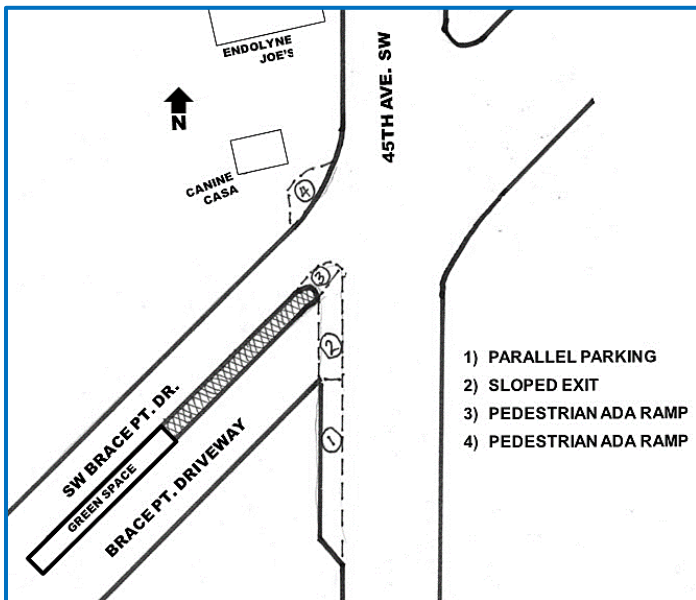 ENDOLYNE
JOE'S
45TH AVE. SW
N
CANINE
CASA
4
3
2
1
SW BRACE PT. DR.
GREEN SPACE
BRACE PT. DRIVEWAY
1) PARALLEL PARKING
2) SLOPED EXIT
3) PEDESTRIAN ADA RAMP
4) PEDESTRIAN ADA RAMP